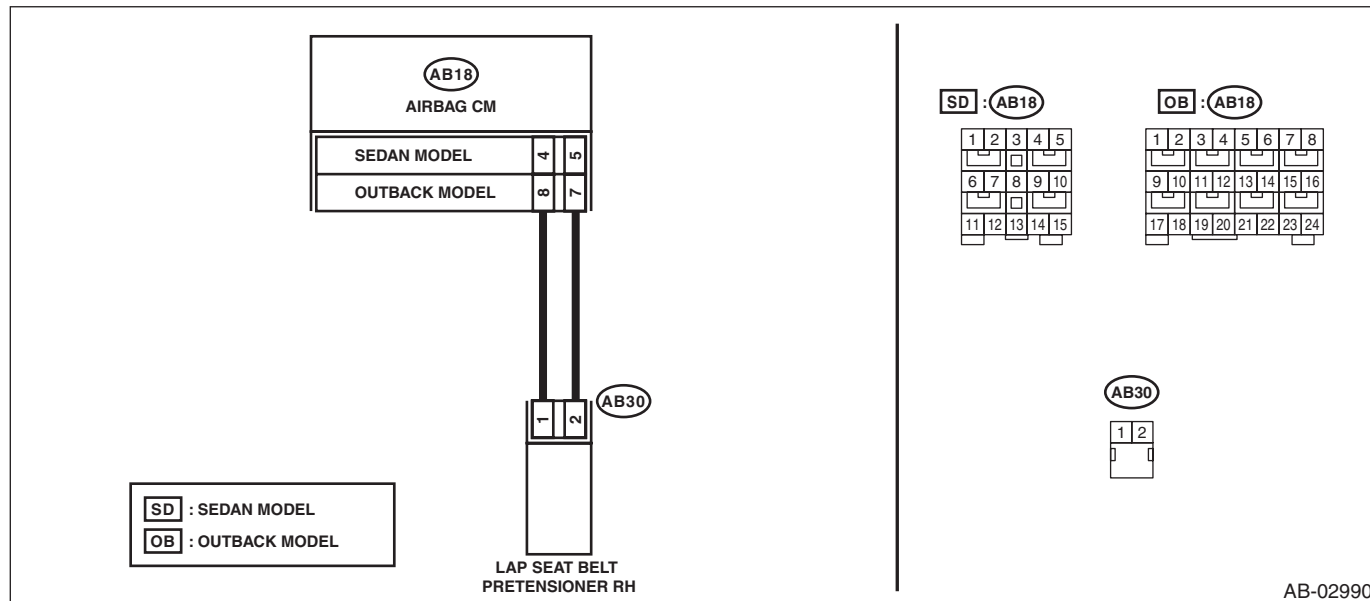 AB18
AIRBAG CM
SEDAN MODEL 4 5
OUTBACK MODEL 8 7
1 2
AB30
LAP SEAT BELT
PRETENSIONER RH
SD : SEDAN MODEL
OB : OUTBACK MODEL
SD : AB18
1 2 3 4 5
6 7 8 9 10
11 12 13 14 15
OB : AB18
1 2 3 4 5 6 7 8
9 10 11 12 13 14 15 16
17 18 19 20 21 22 23 24
AB30
1 2
AB-02990